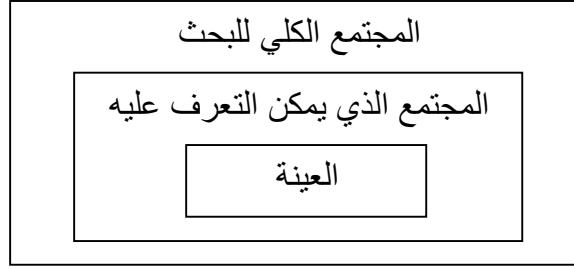 المجتمع الكلي للبحث
المجتمع الذي يمكن التعرف عليه
العينة